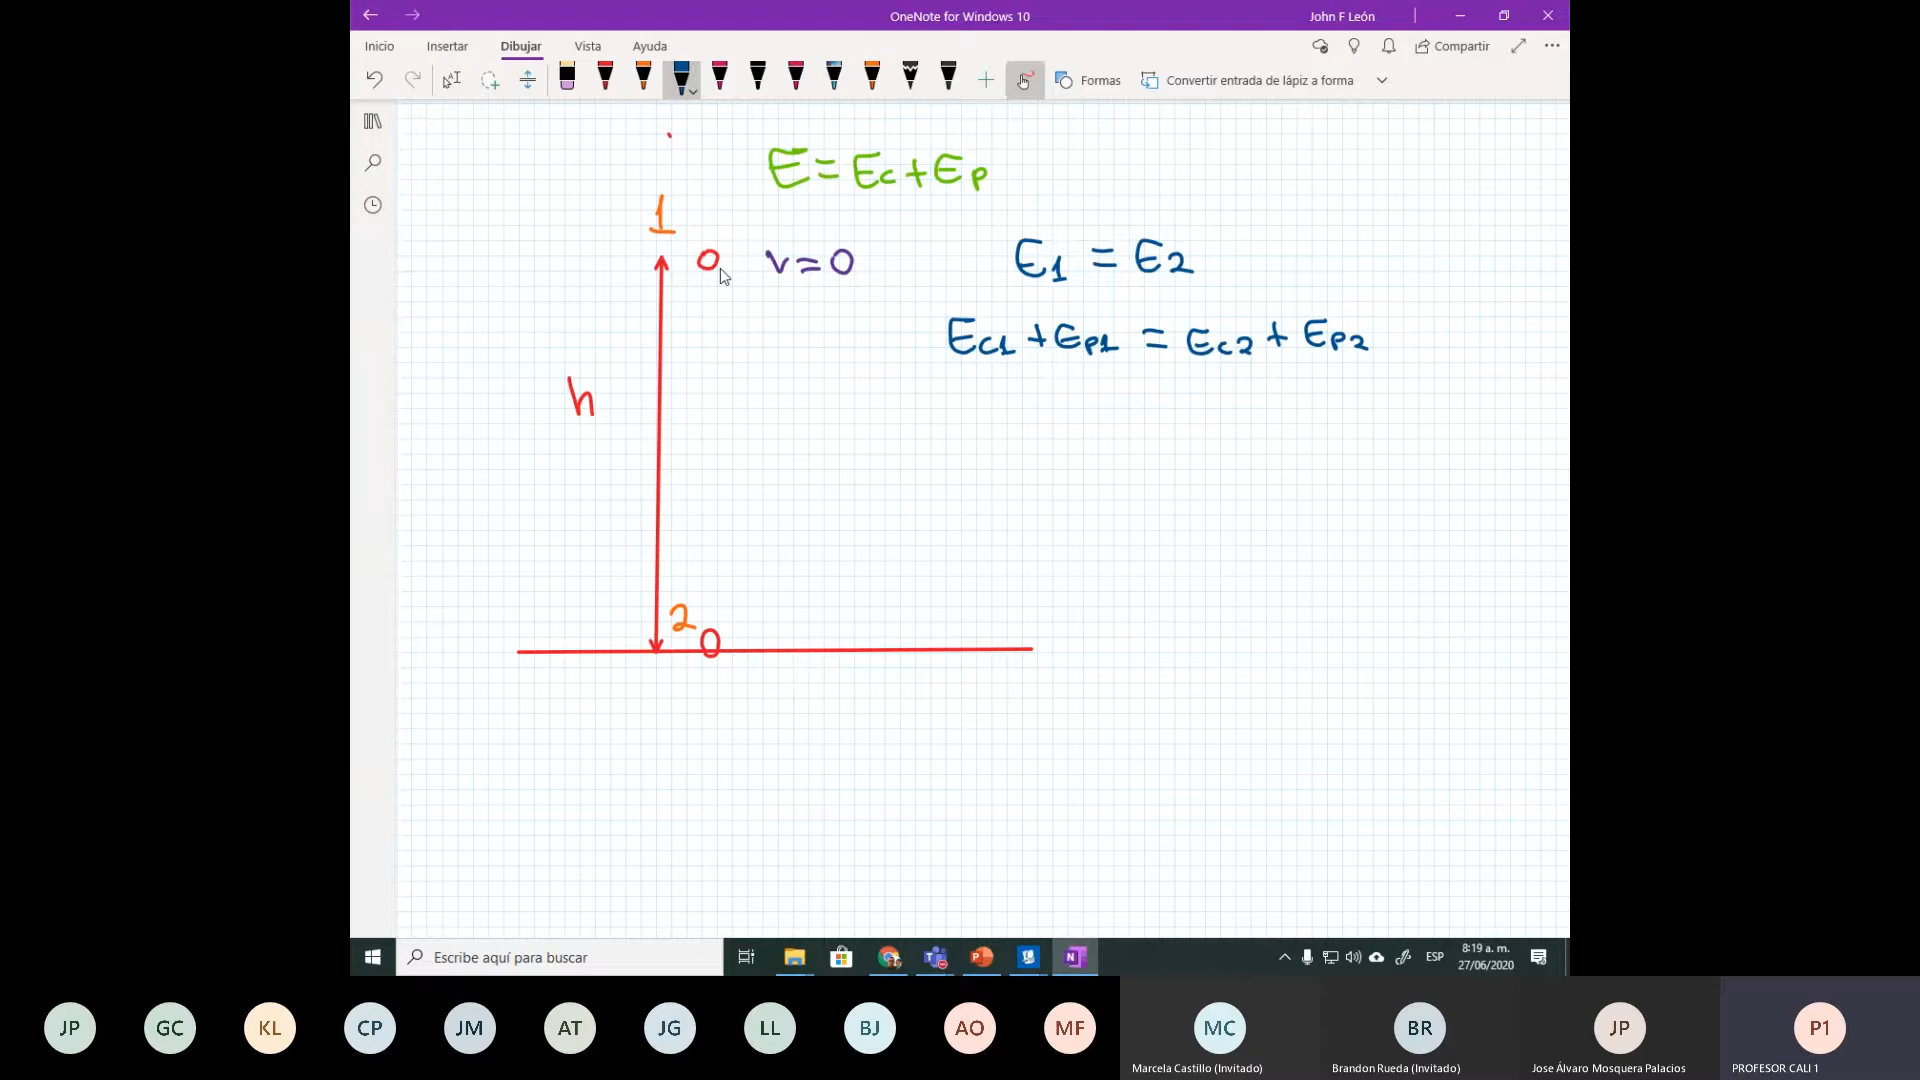 OneNote for Windows 10
John F León
Inicio Insertar Dibujar Vista Ayuda
Compartir
Formas
Convertir entrada de lápiz a forma
E = Ec + Ep
1
0 v = 0
E1 = E2
Ec1 + Ep1 = Ec2 + Ep2
h
2
0
Escribe aquí para buscar
ESP
8:19 a. m.
27/06/2020
JP GC KL CP JM AT JG LL BJ AO MF MC BR JP P1
Marcela Castillo (Invitado) Brandon Rueda (Invitado) Jose Álvaro Mosquera Palacios PROFESOR CALI 1